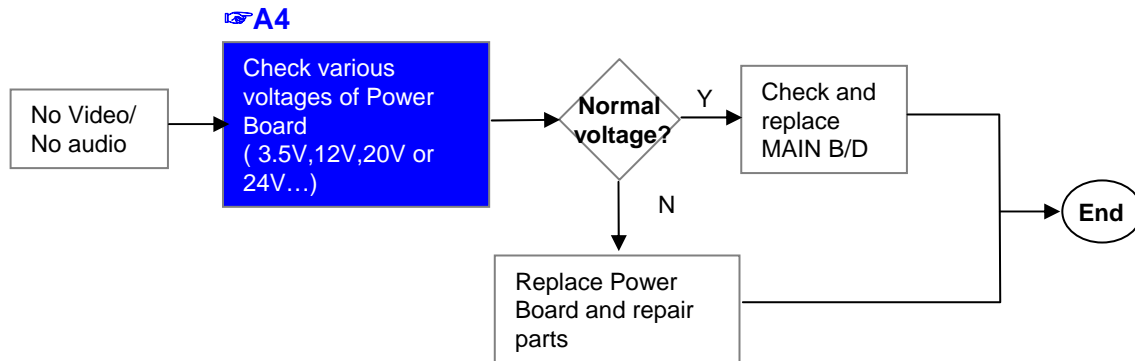 ☞A4
No Video/
No audio
Check various
voltages of Power
Board
( 3.5V,12V,20V or
24V…)
Normal
voltage?
Y
Check and
replace
MAIN B/D
N
Replace Power
Board and repair
parts
End